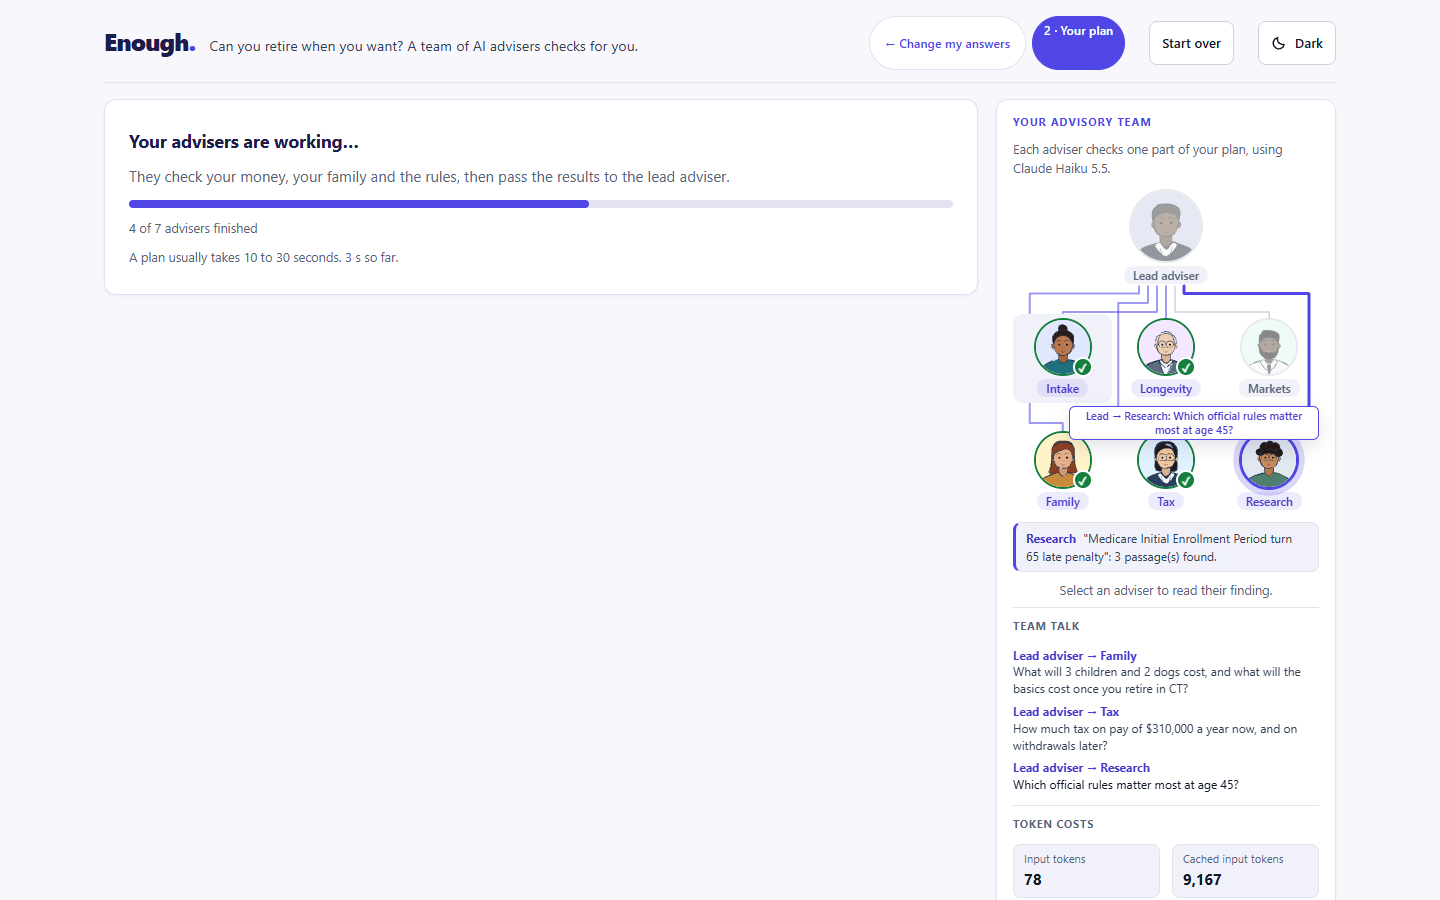 Enough.
Can you retire when you want? A team of AI advisers checks for you.
← Change my answers
2 · Your plan
Start over
Dark
Your advisers are working…
They check your money, your family and the rules, then pass the results to the lead adviser.
4 of 7 advisers finished
A plan usually takes 10 to 30 seconds. 3 s so far.
YOUR ADVISORY TEAM
Each adviser checks one part of your plan, using
Claude Haiku 5.5.
Lead adviser
Intake
Longevity
Markets
Lead → Research: Which official rules matter
most at age 45?
Family
Tax
Research
Research "Medicare Initial Enrollment Period turn
65 late penalty": 3 passage(s) found.
Select an adviser to read their finding.
TEAM TALK
Lead adviser → Family
What will 3 children and 2 dogs cost, and what will the
basics cost once you retire in CT?
Lead adviser → Tax
How much tax on pay of $310,000 a year now, and on
withdrawals later?
Lead adviser → Research
Which official rules matter most at age 45?
TOKEN COSTS
Input tokens
78
Cached input tokens
9,167